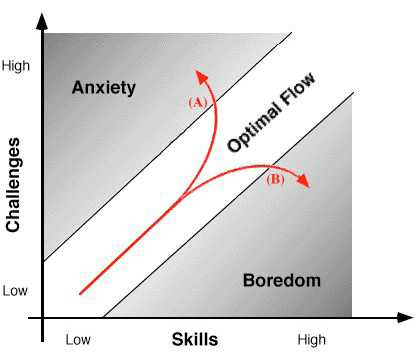 High
Anxiety
(A)
Optimal Flow
Challenges
(B)
Boredom
Low
Low
Skills
High